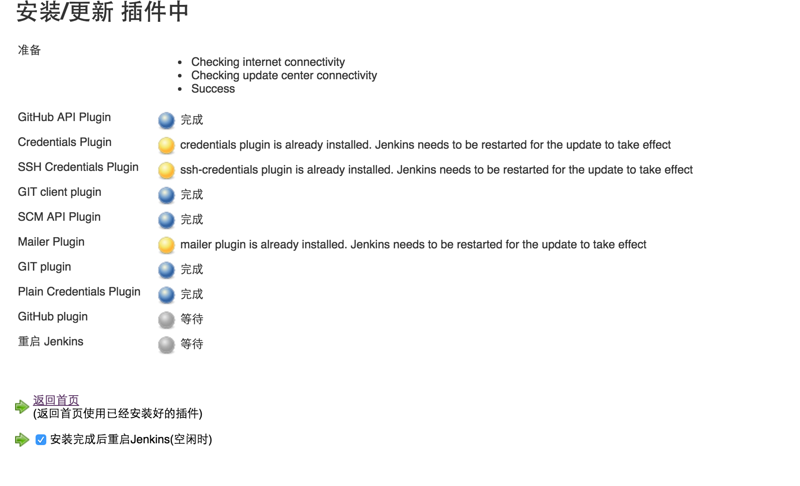 安装/更新 插件中
准备
Checking internet connectivity
Checking update center connectivity
Success
GitHub API Plugin 完成
Credentials Plugin credentials plugin is already installed. Jenkins needs to be restarted for the update to take effect
SSH Credentials Plugin ssh-credentials plugin is already installed. Jenkins needs to be restarted for the update to take effect
GIT client plugin 完成
SCM API Plugin 完成
Mailer Plugin mailer plugin is already installed. Jenkins needs to be restarted for the update to take effect
GIT plugin 完成
Plain Credentials Plugin 完成
GitHub plugin 等待
重启 Jenkins 等待
返回首页
(返回首页使用已经安装好的插件)
安装完成后重启Jenkins(空闲时)